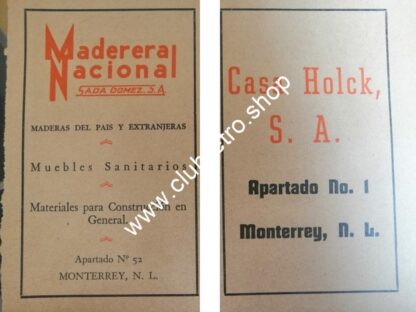 Maderera
Nacional
SADA GOMEZ. S.A.
MADERAS DEL PAIS Y EXTRANJERAS
Muebles Sanitarios
Materiales para Construcción en
General.
Apartado Nº 52
MONTERREY, N. L.
Casa Holck,
S. A.
Apartado No. 1
Monterrey, N. L.
www.clubretro.shop